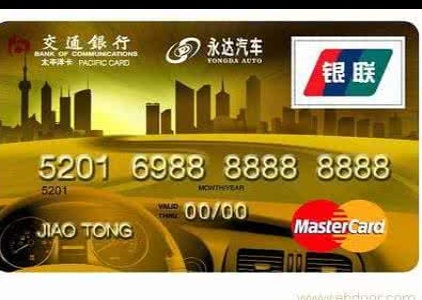 交通銀行
BANK OF COMMUNICATIONS
太平洋卡 PACIFIC CARD
永达汽车
YONGDA AUTO
银联
5201 6988 8888 8888
5201
MONTH/YEAR
VALID THRU 00/00
JIAO TONG
MasterCard